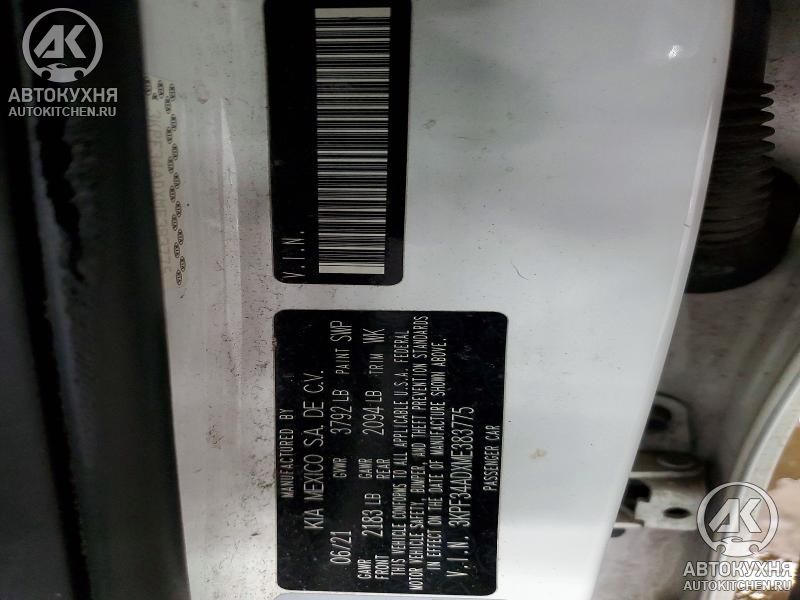 АК
АВТОКУХНЯ
AUTOKITCHEN.RU
V.I.N.
MANUFACTURED BY
KIA MEXICO S.A. DE C.V.
06/21 GVWR 3792 LB PAINT SWP
GAWR FRONT 2183 LB GAWR REAR 2094 LB TRIM WK
THIS VEHICLE CONFORMS TO ALL APPLICABLE U.S.A. FEDERAL
MOTOR VEHICLE SAFETY, BUMPER, AND THEFT PREVENTION STANDARDS
IN EFFECT ON THE DATE OF MANUFACTURE SHOWN ABOVE.
V.I.N. 3KPF34ADXME383775
PASSENGER CAR
АК
АВТОКУХНЯ
AUTOKITCHEN.RU